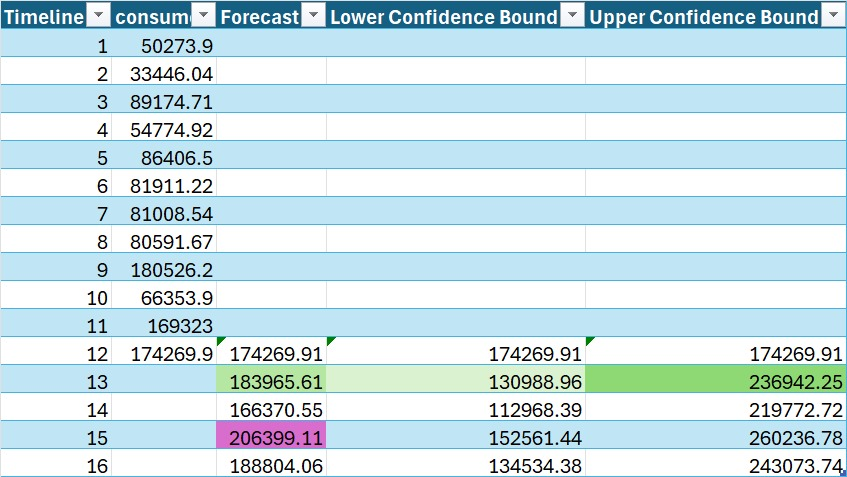 Timeline consume Forecast Lower Confidence Bound Upper Confidence Bound
1 50273.9
2 33446.04
3 89174.71
4 54774.92
5 86406.5
6 81911.22
7 81008.54
8 80591.67
9 180526.2
10 66353.9
11 169323
12 174269.9 174269.91 174269.91 174269.91
13 183965.61 130988.96 236942.25
14 166370.55 112968.39 219772.72
15 206399.11 152561.44 260236.78
16 188804.06 134534.38 243073.74